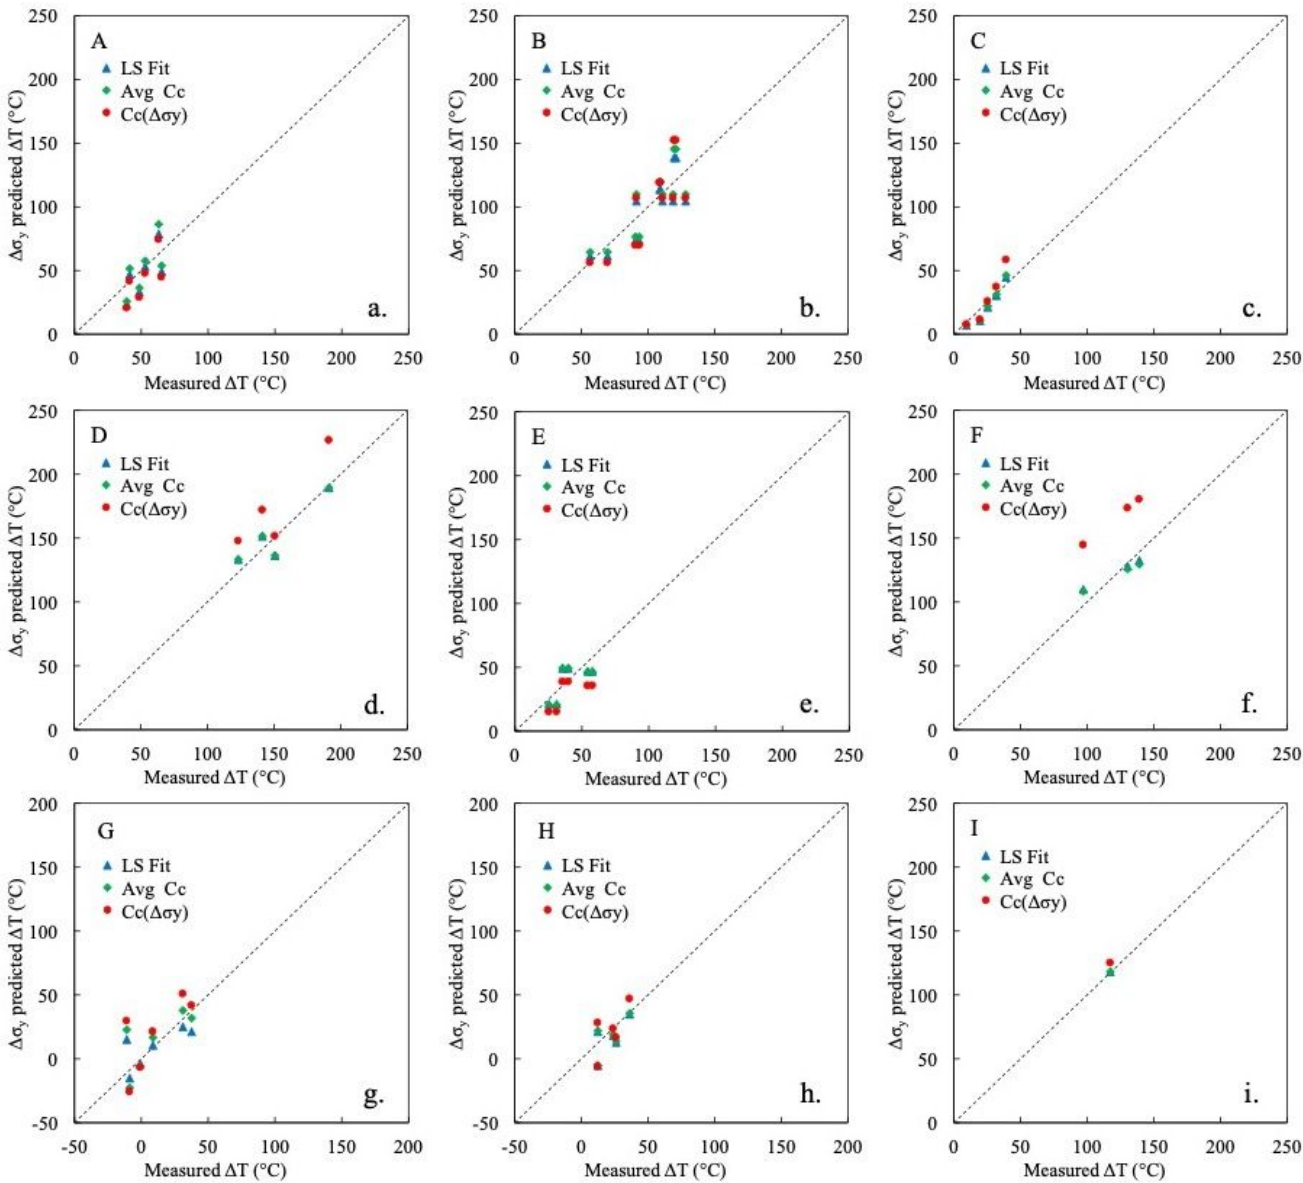 A
LS Fit
Avg Cc
Cc(Δσy)
a.
250
200
150
100
50
0
0 50 100 150 200 250
Δσy predicted ΔT (°C)
Measured ΔT (°C)
B
LS Fit
Avg Cc
Cc(Δσy)
b.
250
200
150
100
50
0
0 50 100 150 200 250
Δσy predicted ΔT (°C)
Measured ΔT (°C)
C
LS Fit
Avg Cc
Cc(Δσy)
c.
250
200
150
100
50
0
0 50 100 150 200 250
Δσy predicted ΔT (°C)
Measured ΔT (°C)
D
LS Fit
Avg Cc
Cc(Δσy)
d.
250
200
150
100
50
0
0 50 100 150 200 250
Δσy predicted ΔT (°C)
Measured ΔT (°C)
E
LS Fit
Avg Cc
Cc(Δσy)
e.
250
200
150
100
50
0
0 50 100 150 200 250
Δσy predicted ΔT (°C)
Measured ΔT (°C)
F
LS Fit
Avg Cc
Cc(Δσy)
f.
250
200
150
100
50
0
0 50 100 150 200 250
Δσy predicted ΔT (°C)
Measured ΔT (°C)
G
LS Fit
Avg Cc
Cc(Δσy)
g.
200
150
100
50
0
-50
-50 0 50 100 150 200
Δσy predicted ΔT (°C)
Measured ΔT (°C)
H
LS Fit
Avg Cc
Cc(Δσy)
h.
200
150
100
50
0
-50
-50 0 50 100 150 200
Δσy predicted ΔT (°C)
Measured ΔT (°C)
I
LS Fit
Avg Cc
Cc(Δσy)
i.
250
200
150
100
50
0
0 50 100 150 200 250
Δσy predicted ΔT (°C)
Measured ΔT (°C)